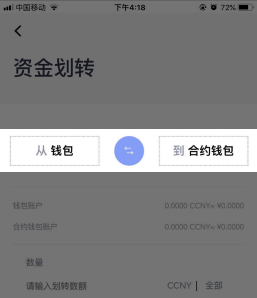 中国移动 下午4:18 72%
资金划转
从 钱包 到 合约钱包
钱包账户 0.0000 CCNY≈ ¥0.0000
合约钱包账户 0.0000 CCNY≈ ¥0.0000
数量
请输入划转数额 CCNY | 全部